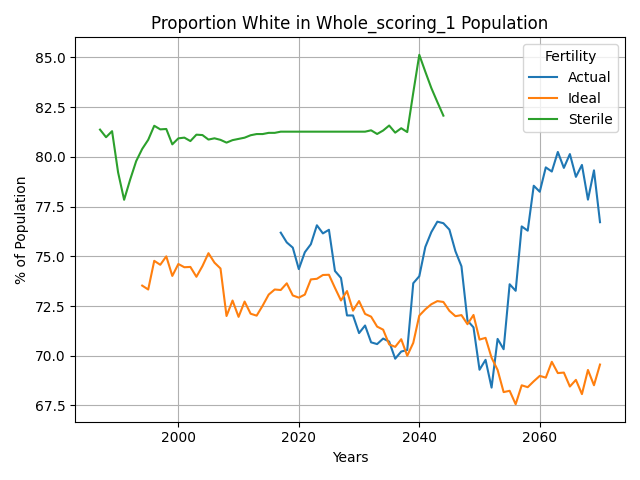 Proportion White in Whole_scoring_1 Population
Fertility
Actual
Ideal
Sterile
% of Population
85.0
82.5
80.0
77.5
75.0
72.5
70.0
67.5
2000
2020
2040
2060
Years